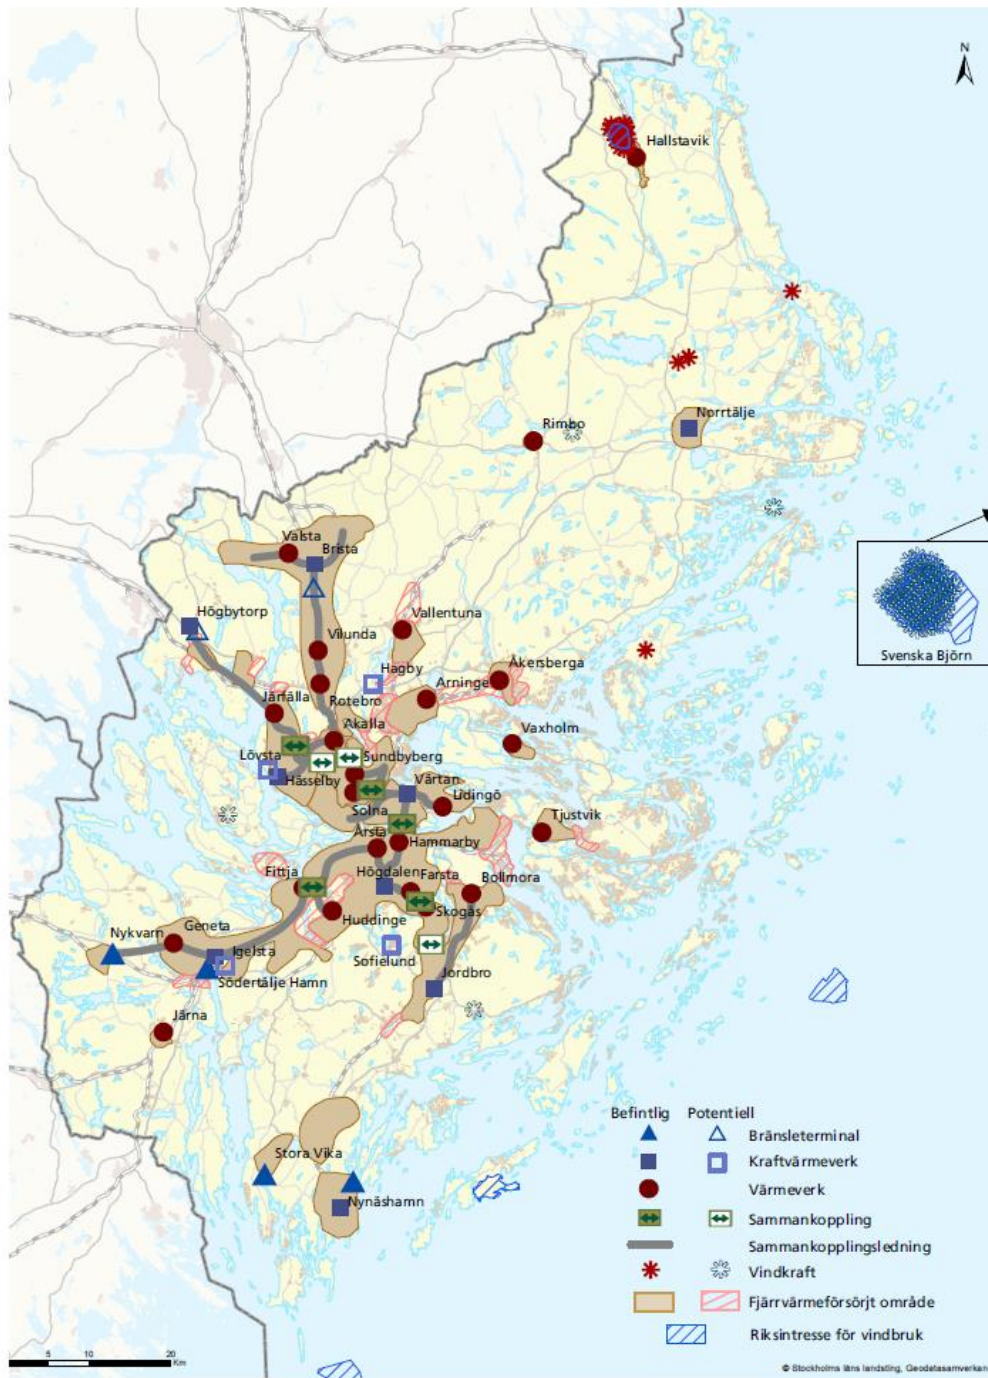 N
Hallstavik
Norrtälje
Rimbo
Svenska Björn
Valsta
Brista
Högbytorp
Vallentuna
Vilunda
Hagby
Åkersberga
Arninge
Rotebro
Järfälla
Akalla
Vaxholm
Sundbyberg
Lövsta
Hässelby
Värtan
Lidingö
Solna
Tjustvik
Årsta
Hammarby
Fittja
Högdalen
Farsta
Bollmora
Skogås
Huddinge
Geneta
Nykvarn
Igelsta
Sofielund
Södertälje Hamn
Jordbro
Järna
Stora Vika
Nynäshamn
Befintlig Potentiell
Bränsleterminal
Kraftvärmeverk
Värmeverk
Sammankoppling
Sammankopplingsledning
Vindkraft
Fjärrvärmeförsörjt område
Riksintresse för vindbruk
5 10 20
Km
© Stockholms läns landsting, Geodatasamverkan